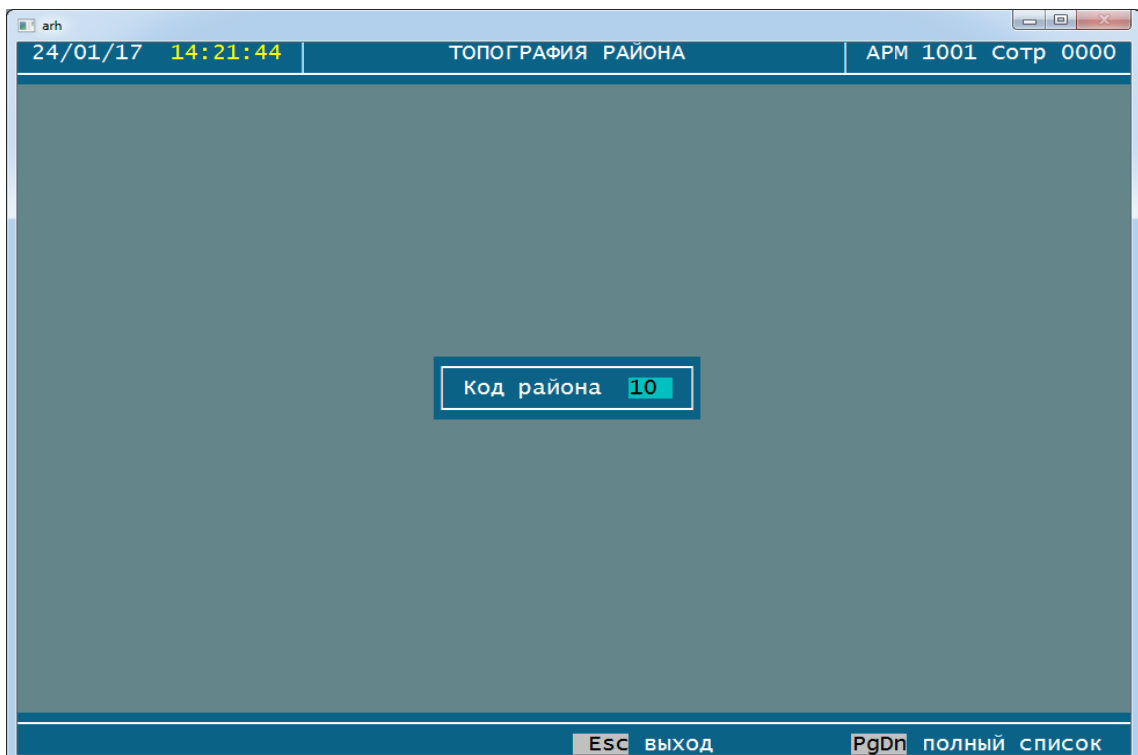 arh
24/01/17 14:21:44 ТОПОГРАФИЯ РАЙОНА АРМ 1001 Сотр 0000
Код района 10
Esc выход PgDn полный список